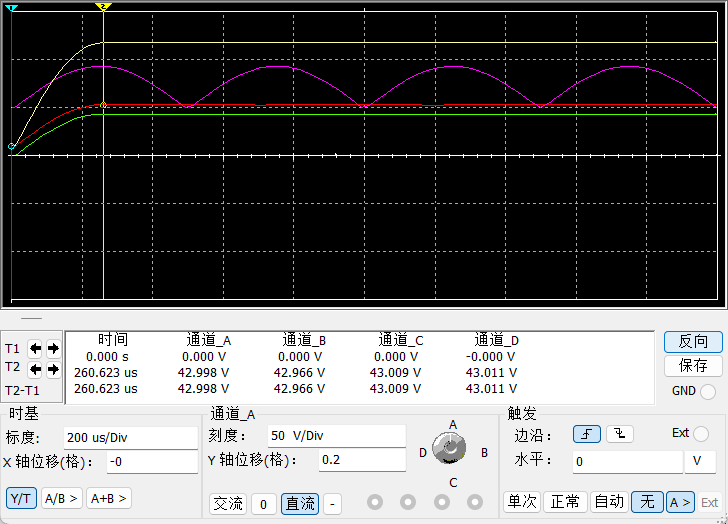 1 2
时间 通道_A 通道_B 通道_C 通道_D
T1 0.000 s 0.000 V 0.000 V 0.000 V -0.000 V
T2 260.623 us 42.998 V 42.966 V 43.009 V 43.011 V
T2-T1 260.623 us 42.998 V 42.966 V 43.009 V 43.011 V
反向
保存
GND
时基
标度: 200 us/Div
X 轴位移(格): -0
Y/T A/B > A+B >
通道_A
刻度: 50 V/Div
Y 轴位移(格): 0.2
交流 0 直流 -
A
D B
C
触发
边沿: Ext
水平: 0 V
单次 正常 自动 无 A > Ext